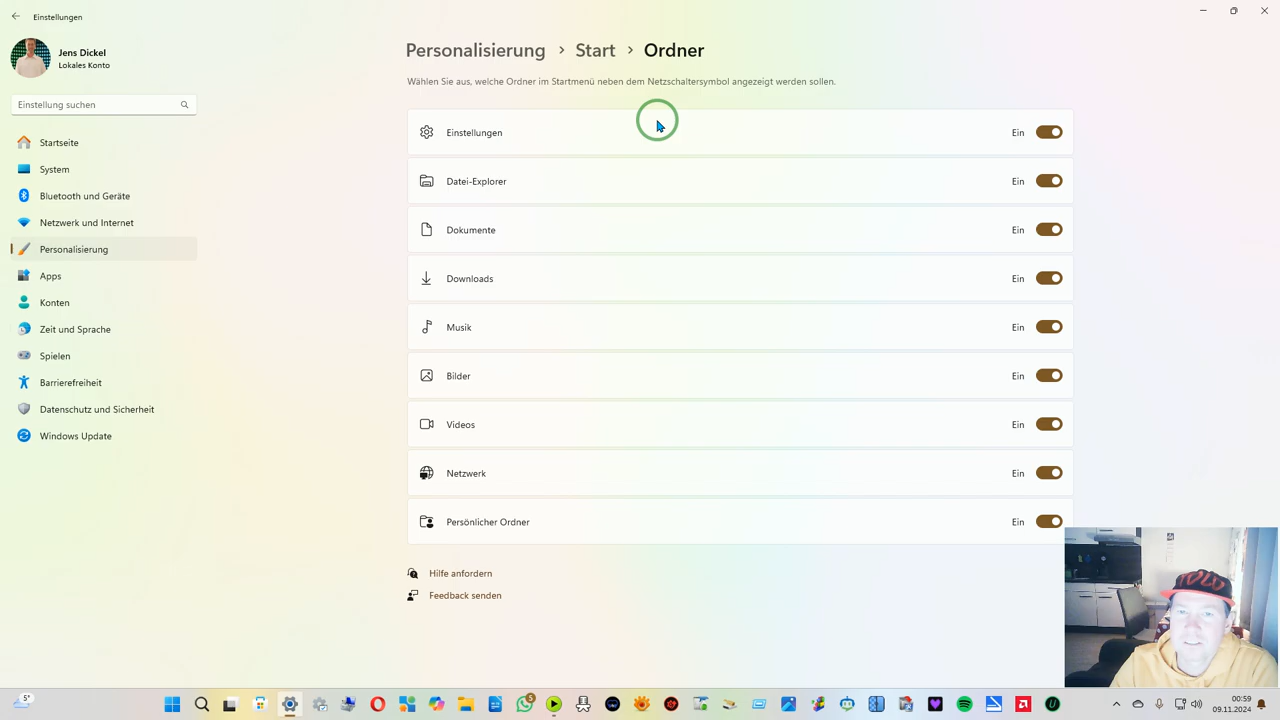 Einstellungen
Jens Dickel
Lokales Konto
Einstellung suchen
Startseite
System
Bluetooth und Geräte
Netzwerk und Internet
Personalisierung
Apps
Konten
Zeit und Sprache
Spielen
Barrierefreiheit
Datenschutz und Sicherheit
Windows Update
Personalisierung > Start > Ordner
Wählen Sie aus, welche Ordner im Startmenü neben dem Netzschaltersymbol angezeigt werden sollen.
Einstellungen Ein
Datei-Explorer Ein
Dokumente Ein
Downloads Ein
Musik Ein
Bilder Ein
Videos Ein
Netzwerk Ein
Persönlicher Ordner Ein
Hilfe anfordern
Feedback senden
5°
5
00:59
09.11.2024